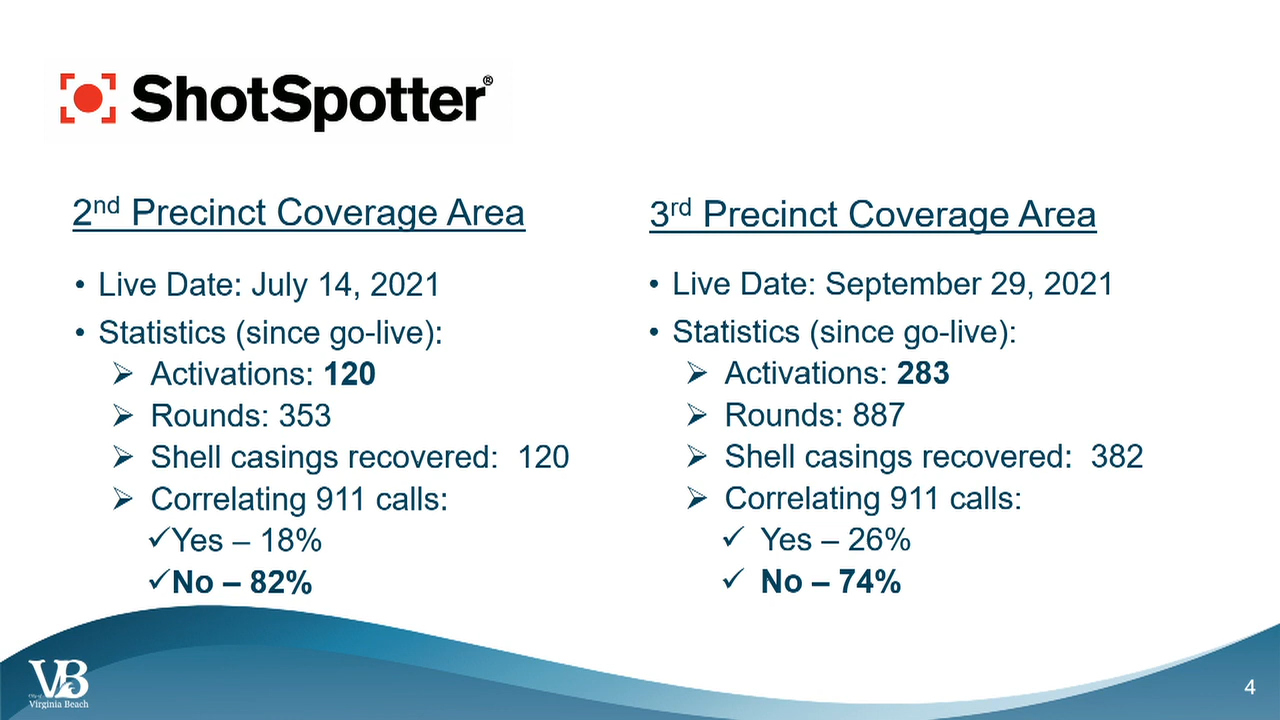 ShotSpotter®
2nd Precinct Coverage Area
• Live Date: July 14, 2021
• Statistics (since go-live):
➢ Activations: 120
➢ Rounds: 353
➢ Shell casings recovered: 120
➢ Correlating 911 calls:
✓Yes – 18%
✓No – 82%
3rd Precinct Coverage Area
• Live Date: September 29, 2021
• Statistics (since go-live):
➢ Activations: 283
➢ Rounds: 887
➢ Shell casings recovered: 382
➢ Correlating 911 calls:
✓ Yes – 26%
✓ No – 74%
VB
City of
Virginia Beach
4